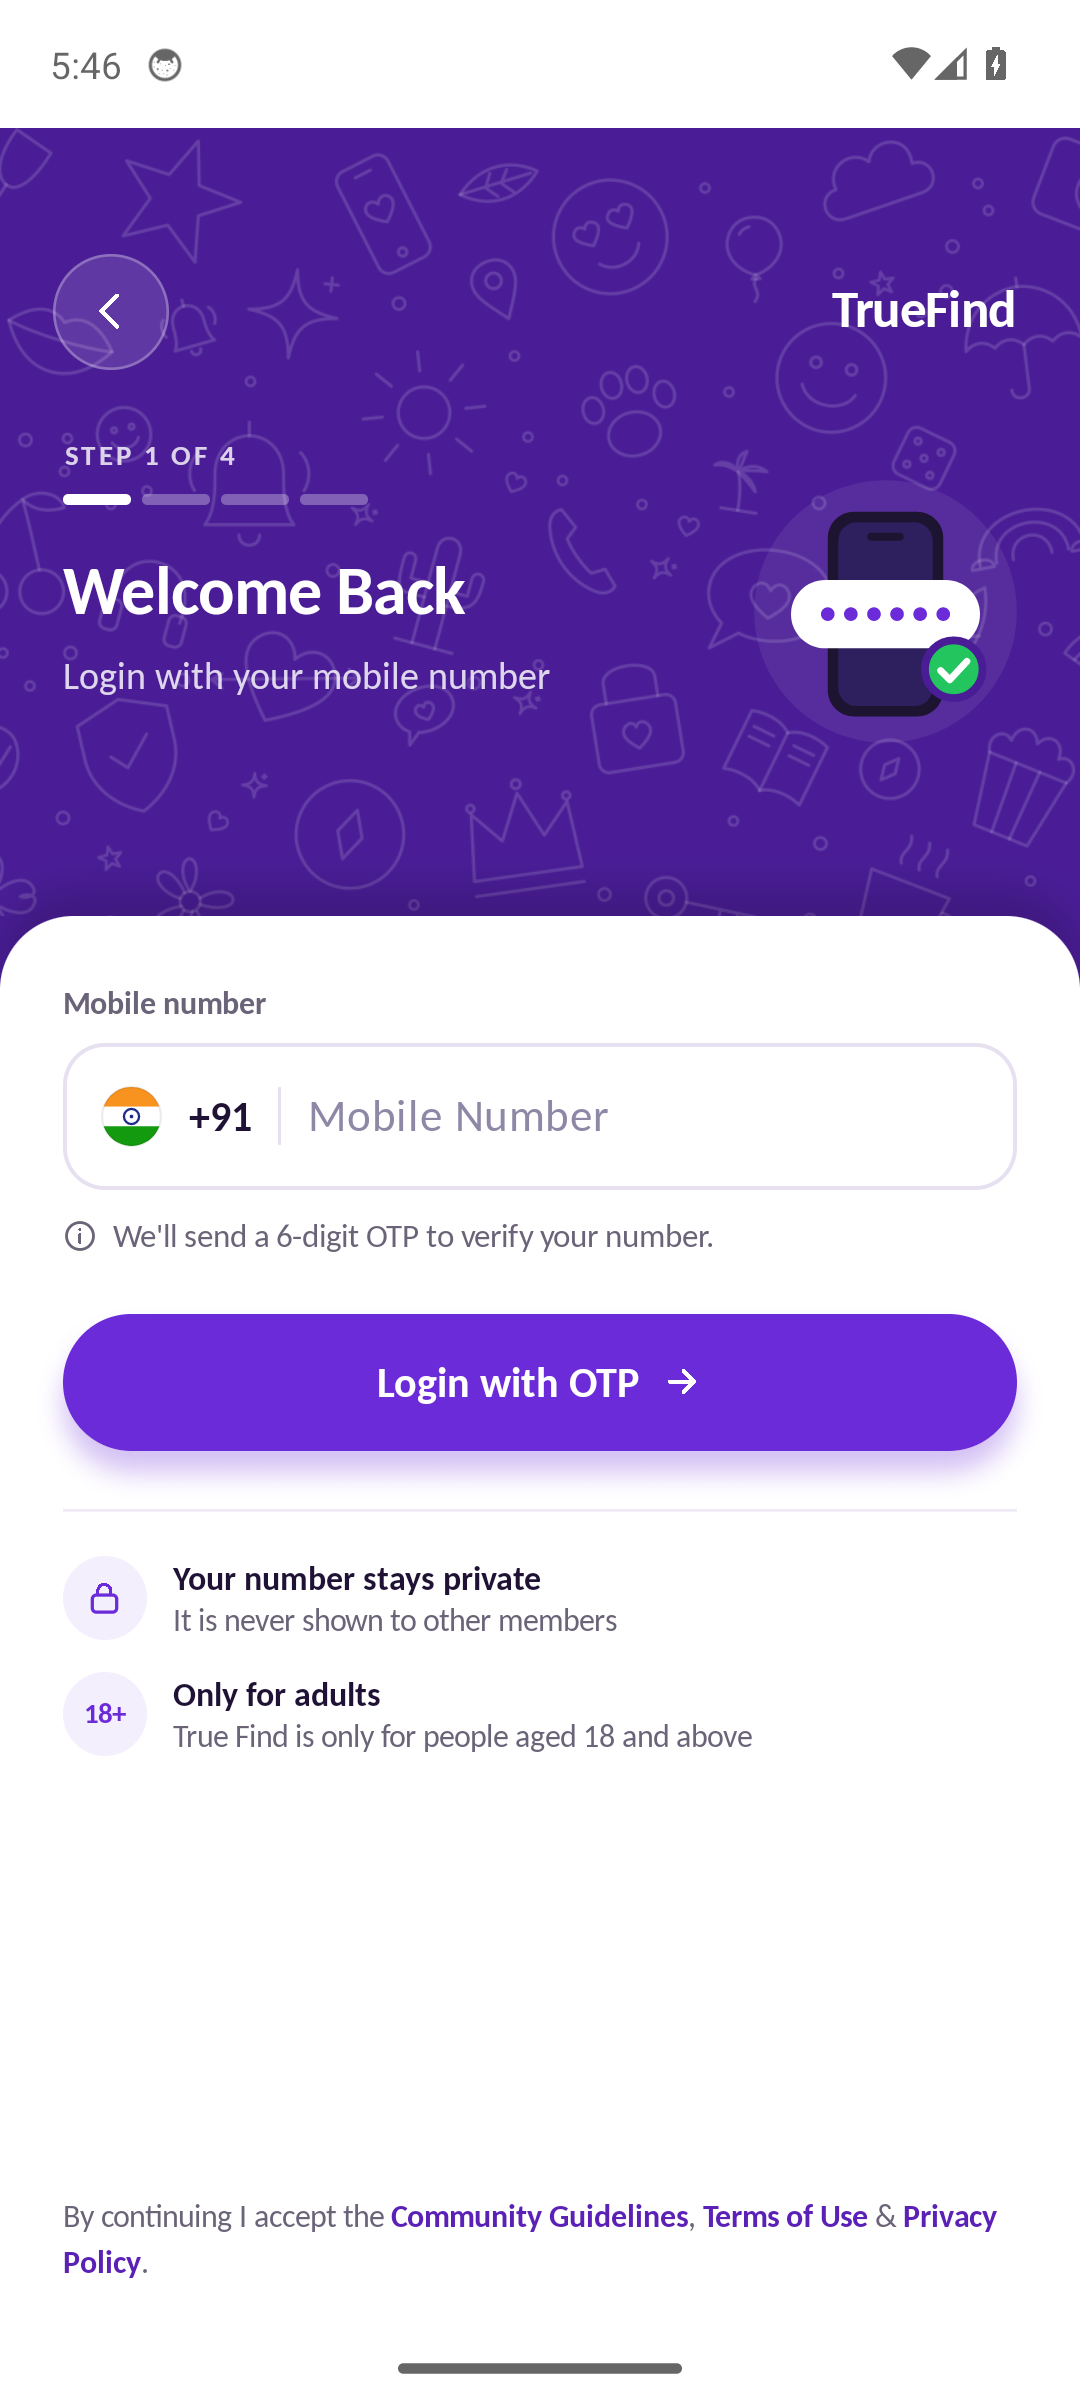 5:46
TrueFind
STEP 1 OF 4
Welcome Back
Login with your mobile number
Mobile number
+91 Mobile Number
We'll send a 6-digit OTP to verify your number.
Login with OTP
Your number stays private
It is never shown to other members
18+
Only for adults
True Find is only for people aged 18 and above
By continuing I accept the Community Guidelines, Terms of Use & Privacy
Policy.